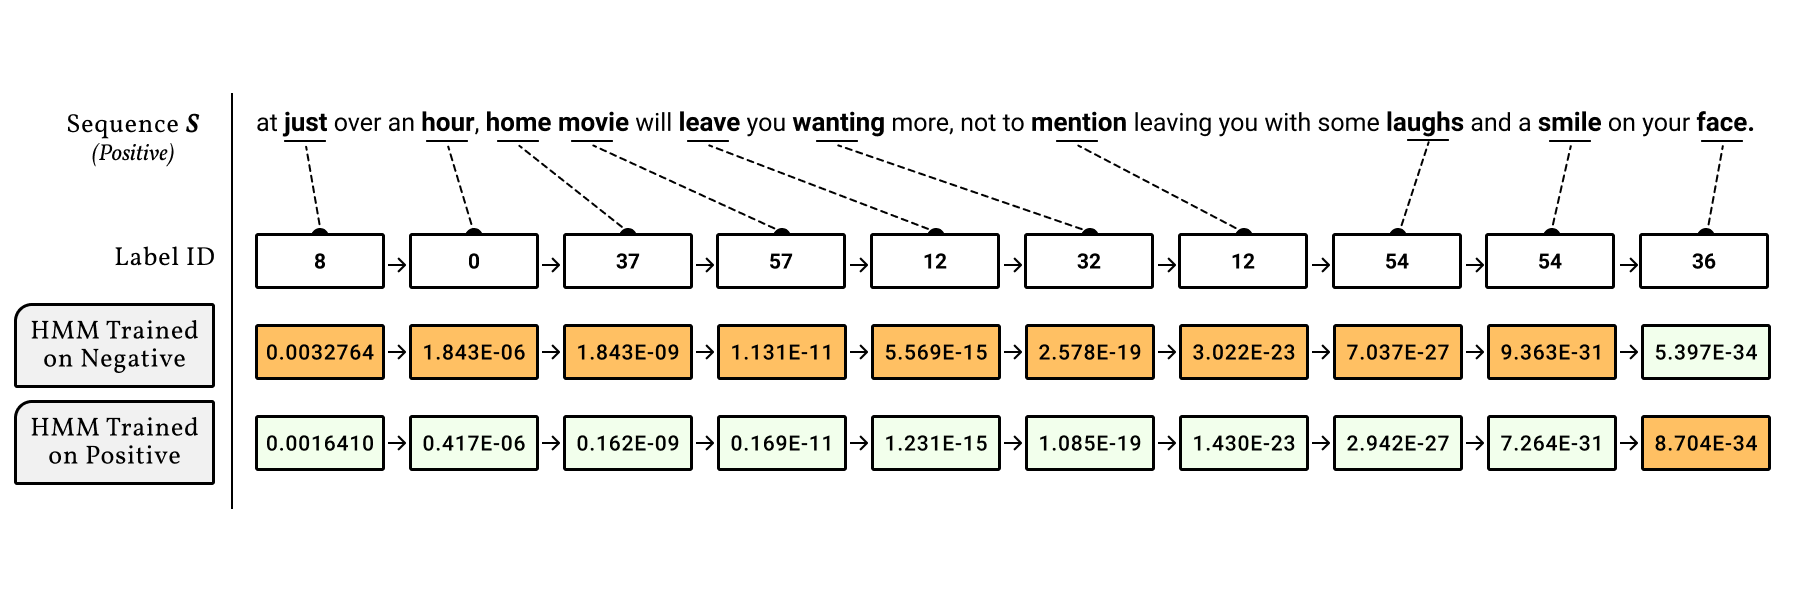 Sequence S
(Positive)
at just over an hour, home movie will leave you wanting more, not to mention leaving you with some laughs and a smile on your face.
Label ID
8 0 37 57 12 32 12 54 54 36
HMM Trained
on Negative
0.0032764 1.843E-06 1.843E-09 1.131E-11 5.569E-15 2.578E-19 3.022E-23 7.037E-27 9.363E-31 5.397E-34
HMM Trained
on Positive
0.0016410 0.417E-06 0.162E-09 0.169E-11 1.231E-15 1.085E-19 1.430E-23 2.942E-27 7.264E-31 8.704E-34